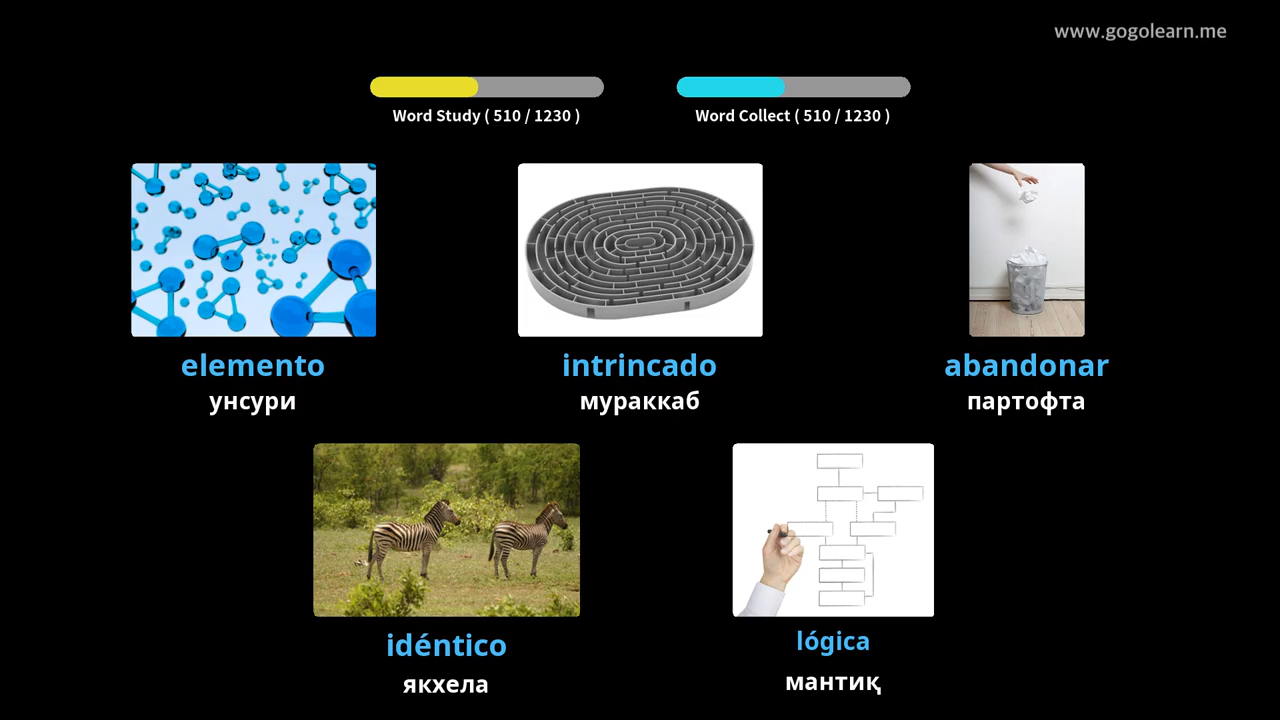 www.gogolearn.me
Word Study ( 510 / 1230 )
Word Collect ( 510 / 1230 )
elemento
унсури
intrincado
мураккаб
abandonar
партофта
idéntico
якхела
lógica
мантиқ